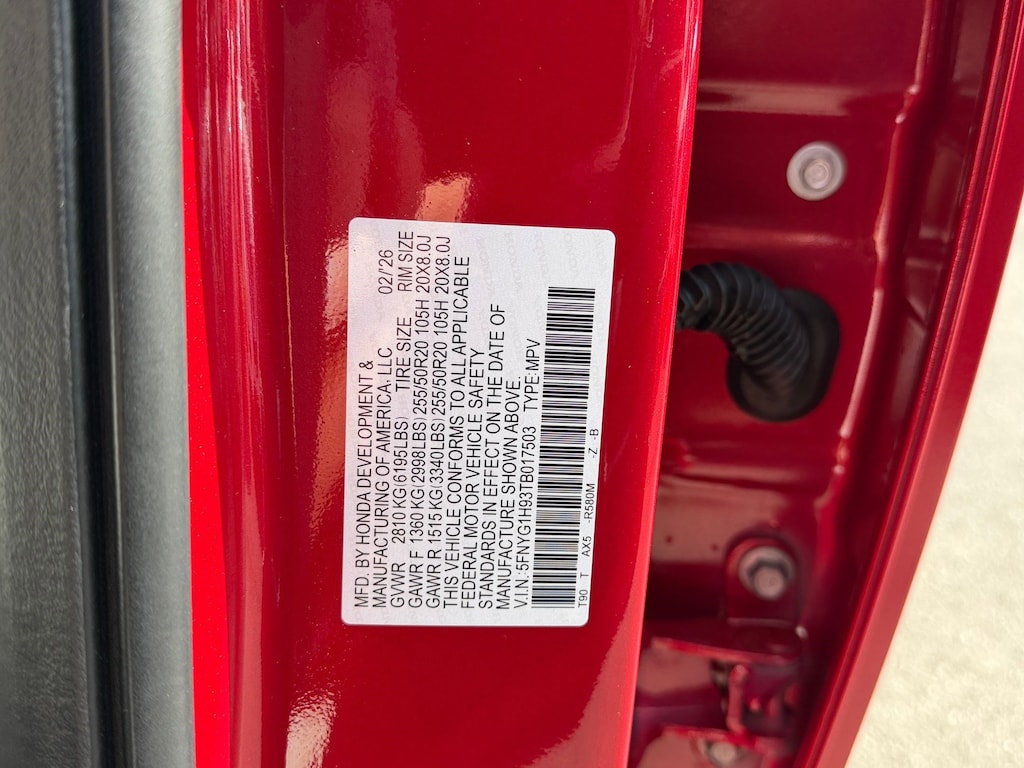 MFD. BY HONDA DEVELOPMENT &
MANUFACTURING OF AMERICA, LLC 02/'26
GVWR 2810 KG(6195LBS) TIRE SIZE RIM SIZE
GAWR F 1360 KG(2998LBS) 255/50R20 105H 20X8.0J
GAWR R 1515 KG(3340LBS) 255/50R20 105H 20X8.0J
THIS VEHICLE CONFORMS TO ALL APPLICABLE
FEDERAL MOTOR VEHICLE SAFETY
STANDARDS IN EFFECT ON THE DATE OF
MANUFACTURE SHOWN ABOVE.
V.I.N.:5FNYG1H931TB017503 TYPE:MPV
T90 T AX5 -R580M -Z -B